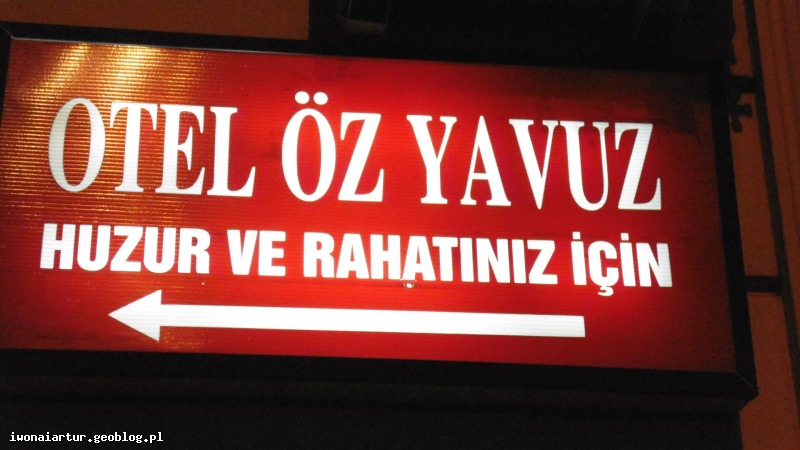 OTEL ÖZ YAVUZ
HUZUR VE RAHATINIZ İÇİN
iwonaiartur.geoblog.pl